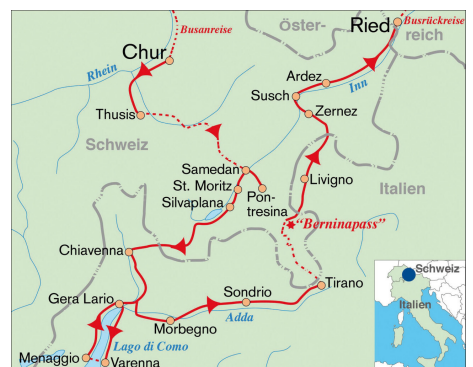 Busanreise
Öster-
reich
Ried
Busrückreise
Chur
Rhein
Ardez
Inn
Susch
Thusis
Zernez
Schweiz
Samedan
St. Moritz
Silvaplana
Pon-
tresina
Livigno
Italien
"Berninapass"
Chiavenna
Tirano
Gera Lario
Sondrio
Adda
Morbegno
Lago di Como
Menaggio
Varenna
Schweiz
Italien